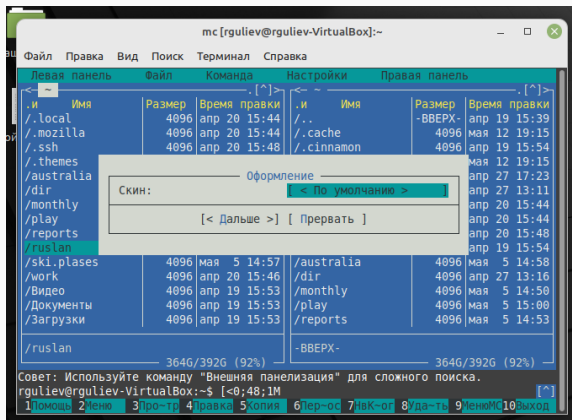 mc [rguliev@rguliev-VirtualBox]:~
Файл Правка Вид Поиск Терминал Справка
Левая панель Файл Команда Настройки Правая панель
<— ~ .[^]> <— ~ .[^]>
.и Имя Размер Время правки .и Имя Размер Время правки
/.local 4096 апр 20 15:44 /.. -ВВЕРХ- апр 19 15:39
/.mozilla 4096 апр 20 15:44 /.cache 4096 мая 12 19:15
/.ssh 4096 апр 20 15:48 /.cinnamon 4096 апр 19 15:54
/.themes мая 12 19:15
/australia Оформление апр 27 17:23
/dir Скин: [ < По умолчанию > ] апр 27 13:11
/monthly апр 20 15:44
/play [< Дальше >] [ Прервать ] апр 20 15:44
/reports апр 20 15:48
/ruslan апр 19 15:54
/ski.plases 4096 мая 5 14:57 /australia 4096 мая 5 14:58
/work 4096 апр 20 15:46 /dir 4096 апр 27 13:16
/Видео 4096 апр 19 15:53 /monthly 4096 мая 5 14:50
/Документы 4096 апр 19 15:53 /play 4096 мая 5 15:00
/Загрузки 4096 апр 19 15:53 /reports 4096 мая 5 14:53
/ruslan -ВВЕРХ-
364G/392G (92%) 364G/392G (92%)
Совет: Используйте команду "Внешняя панелизация" для сложного поиска.
rguliev@rguliev-VirtualBox:~$ [<0;48;1M [^]
1Помощь 2Меню 3Про~тр 4Правка 5Копия 6Пер~ос 7НвК~ог 8Уда~ть 9МенюMC 10Выход